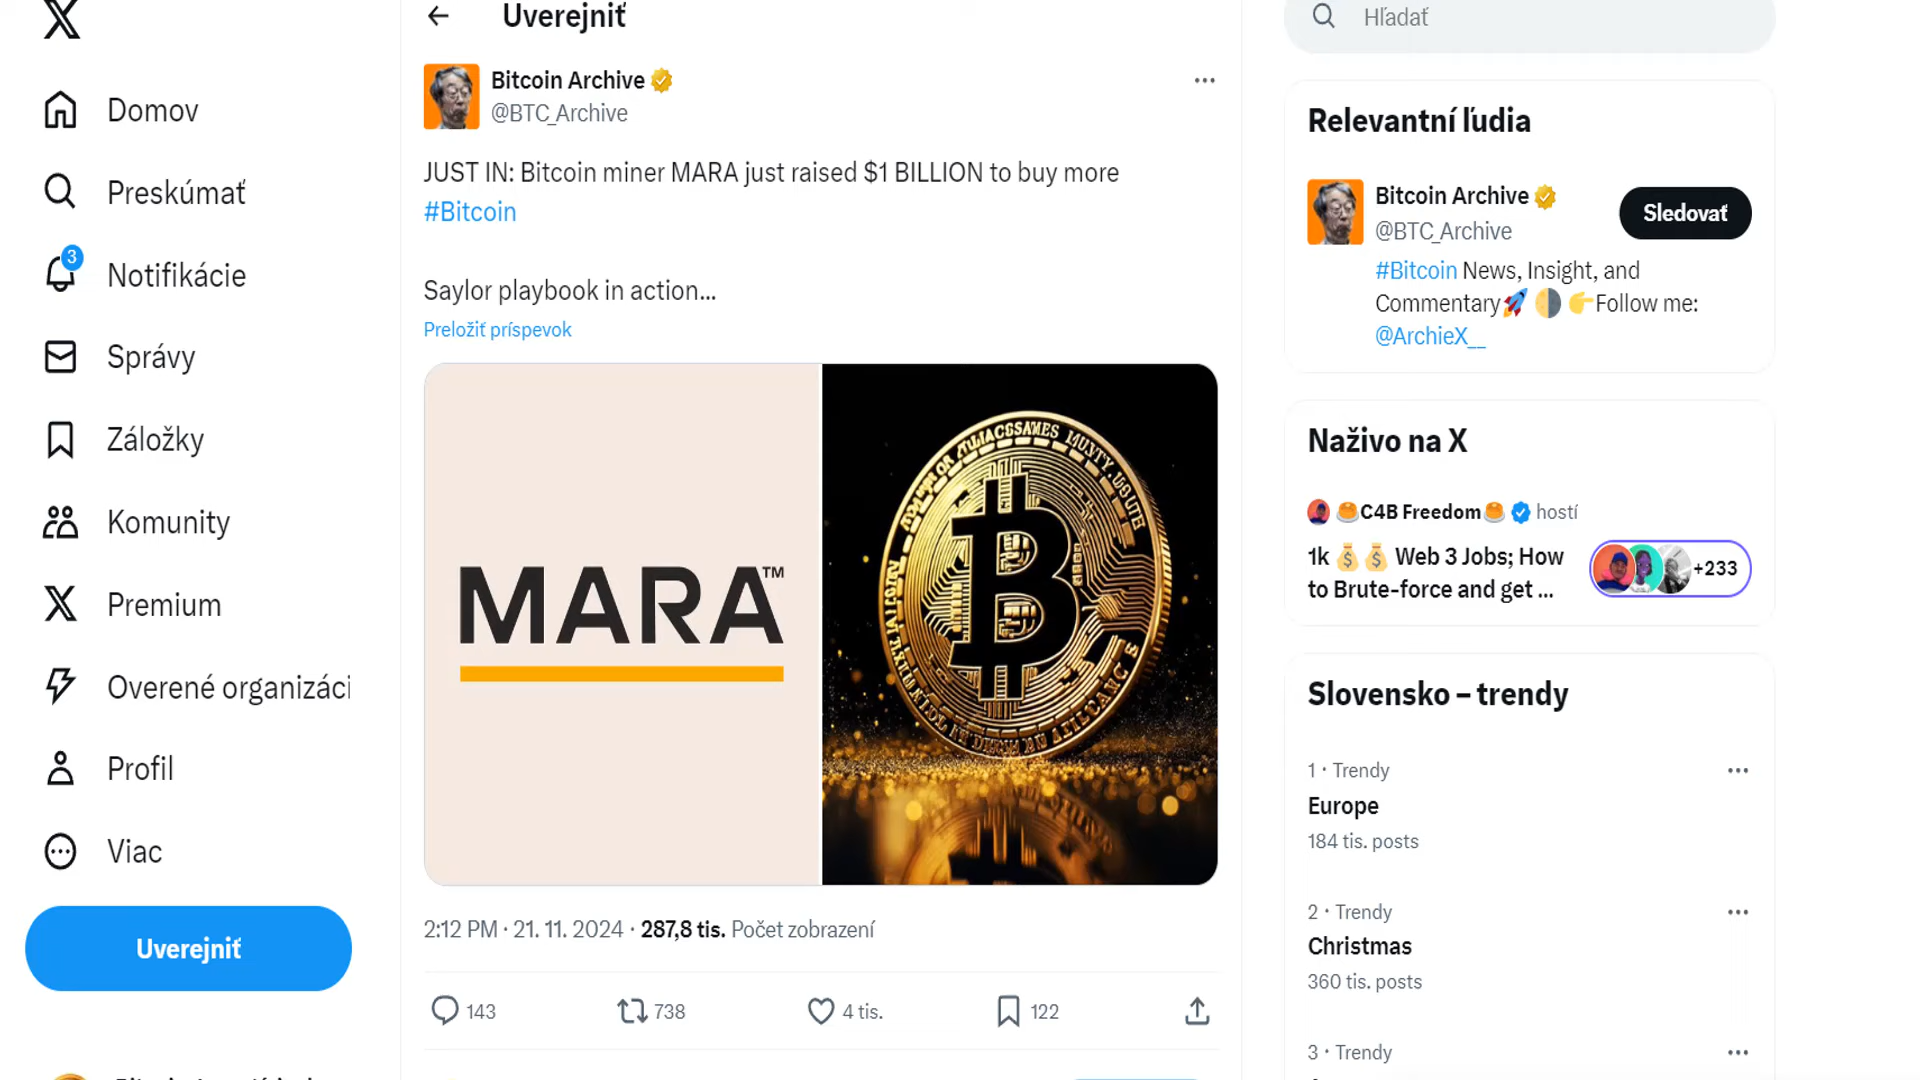 Uverejniť
Hľadať
Domov
Preskúmať
3
Notifikácie
Správy
Záložky
Komunity
Premium
Overené organizáci
Profil
Viac
Uverejniť
Bitcoin Archive
@BTC_Archive
JUST IN: Bitcoin miner MARA just raised $1 BILLION to buy more
#Bitcoin
Saylor playbook in action...
Preložiť príspevok
MARA™
2:12 PM · 21. 11. 2024 · 287,8 tis. Počet zobrazení
143
738
4 tis.
122
Relevantní ľudia
Bitcoin Archive
@BTC_Archive
Sledovať
#Bitcoin News, Insight, and
Commentary🚀 🌗 👉Follow me:
@ArchieX__
Naživo na X
🥞C4B Freedom🥞 hostí
1k 💰💰 Web 3 Jobs; How
to Brute-force and get ...
+233
Slovensko – trendy
1 · Trendy
Europe
184 tis. posts
2 · Trendy
Christmas
360 tis. posts
3 · Trendy